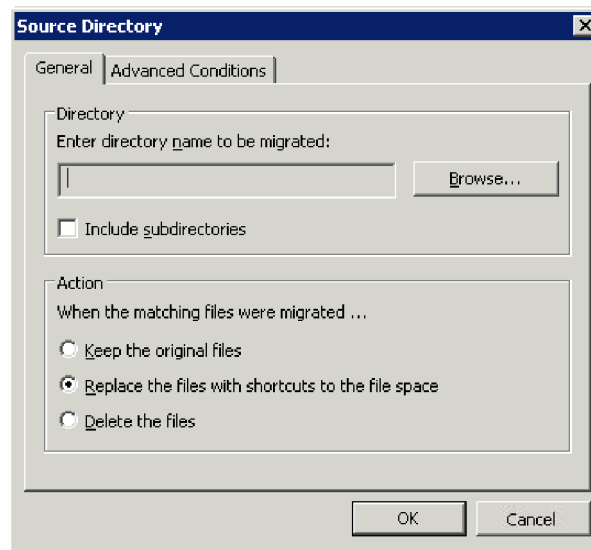 Source Directory
General
Advanced Conditions
Directory
Enter directory name to be migrated:
Browse...
Include subdirectories
Action
When the matching files were migrated ...
Keep the original files
Replace the files with shortcuts to the file space
Delete the files
OK
Cancel